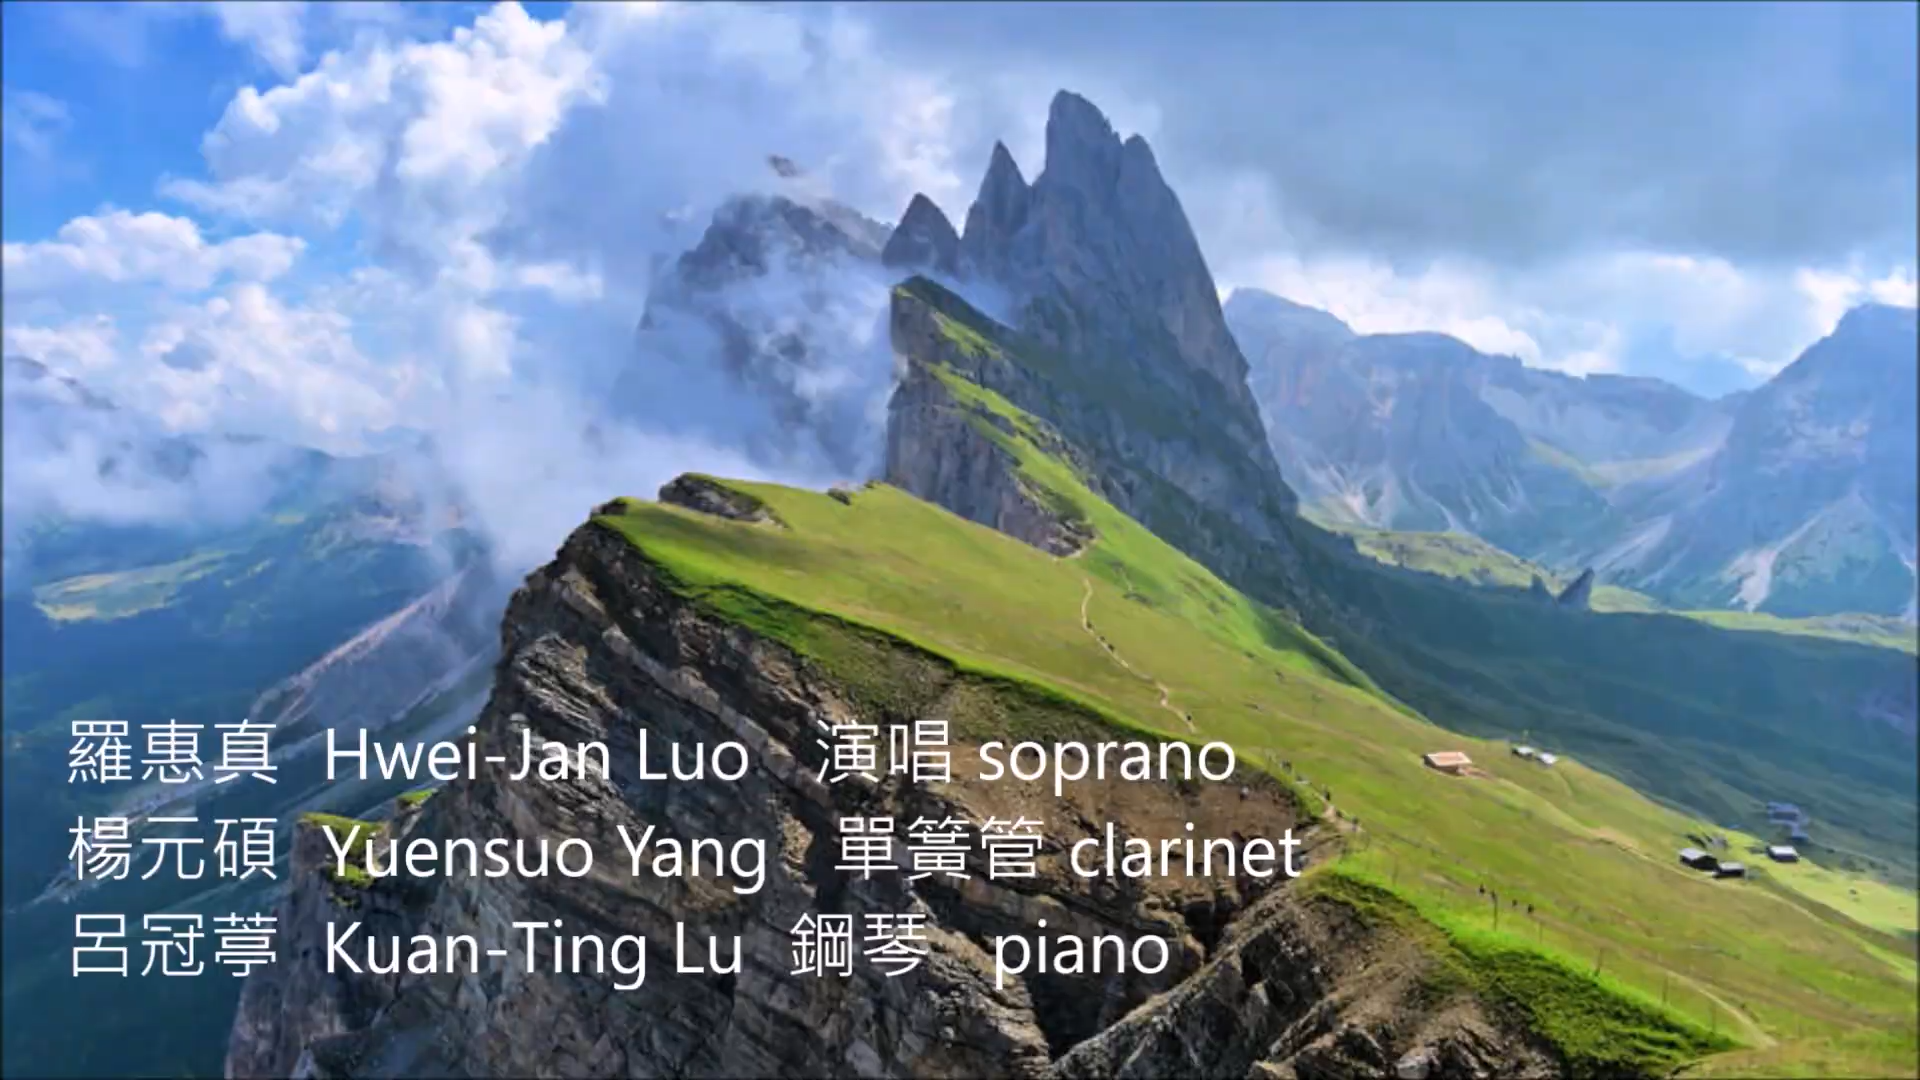 羅惠真 Hwei-Jan Luo 演唱 soprano
楊元碩 Yuensuo Yang 單簧管 clarinet
呂冠葶 Kuan-Ting Lu 鋼琴 piano